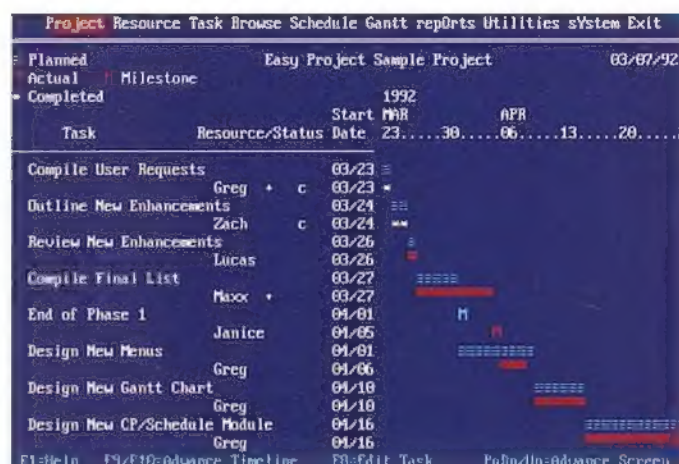 Project Resource Task Browse Schedule Gantt repOrts Utilities sYstem Exit
Planned Easy Project Sample Project 03/07/92
Actual Milestone
Completed 1992
Start MAR APR
Task Resource/Status Date 23.....30.....06.....13.....20.....
Compile User Requests 03/23
Greg + c 03/23
Outline New Enhancements 03/24
Zach c 03/24
Review New Enhancements 03/26
Lucas 03/26
Compile Final List 03/27
Maxx + 03/27
End of Phase 1 04/01 M
Janice 04/05 M
Design New Menus 04/01
Greg 04/06
Design New Gantt Chart 04/10
Greg 04/10
Design New CP/Schedule Module 04/16
Greg 04/16
F1=Help F9/F10=Advance Timeline F8=Edit Task PgDn/Up=Advance Screen